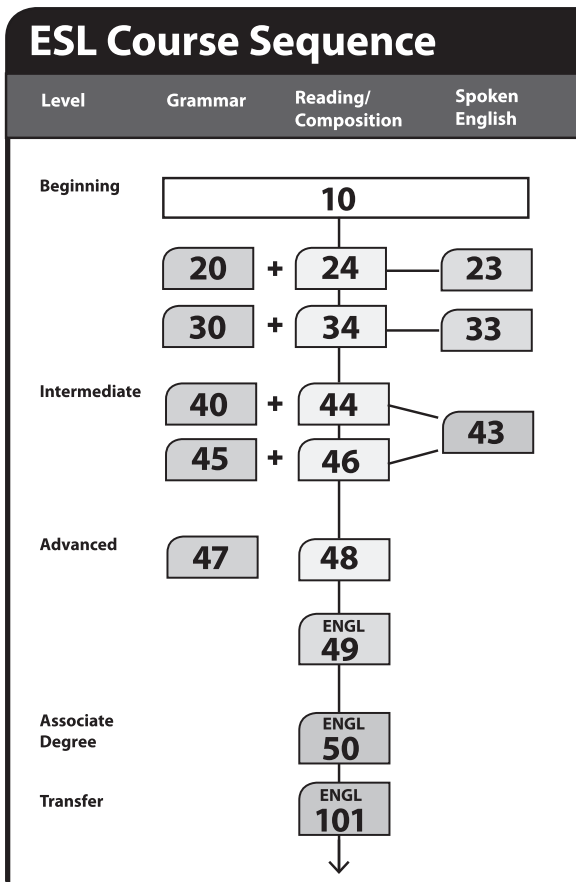 ESL Course Sequence
Level Grammar Reading/ Spoken
Composition English
Beginning
10
20 + 24 23
30 + 34 33
Intermediate
40 + 44
43
45 + 46
Advanced
47 48
ENGL
49
Associate
Degree
ENGL
50
Transfer
ENGL
101